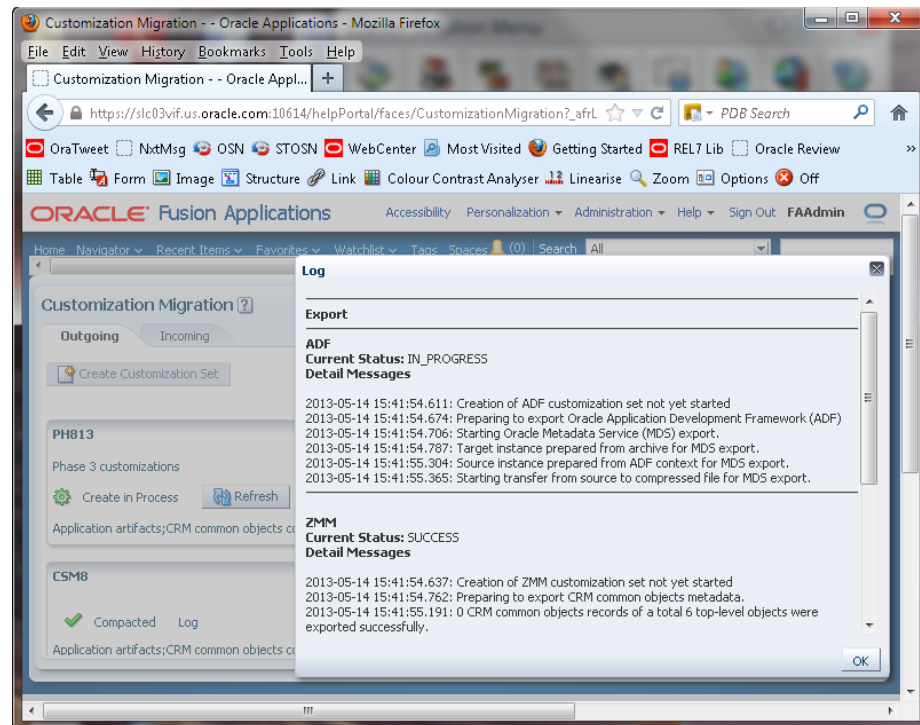 Customization Migration - - Oracle Applications - Mozilla Firefox
File Edit View History Bookmarks Tools Help
Customization Migration - - Oracle Appl... +
https://slc03vif.us.oracle.com:10614/helpPortal/faces/CustomizationMigration?_afrL
PDB Search
OraTweet NxtMsg OSN STOSN WebCenter Most Visited Getting Started REL7 Lib Oracle Review »
Table Form Image Structure Link Colour Contrast Analyser Linearise Zoom Options Off
ORACLE Fusion Applications Accessibility Personalization Administration Help Sign Out FAAdmin
Home Navigator Recent Items Favorites Watchlist Tags Spaces (0) Search All
Log
Customization Migration ?
Outgoing Incoming
Create Customization Set
PH813
Phase 3 customizations
Create in Process Refresh
Application artifacts;CRM common objects
CSM8
Compacted Log
Application artifacts;CRM common objects
Export
ADF
Current Status: IN_PROGRESS
Detail Messages
2013-05-14 15:41:54.611: Creation of ADF customization set not yet started
2013-05-14 15:41:54.674: Preparing to export Oracle Application Development Framework (ADF)
2013-05-14 15:41:54.706: Starting Oracle Metadata Service (MDS) export.
2013-05-14 15:41:54.787: Target instance prepared from archive for MDS export.
2013-05-14 15:41:55.304: Source instance prepared from ADF context for MDS export.
2013-05-14 15:41:55.365: Starting transfer from source to compressed file for MDS export.
ZMM
Current Status: SUCCESS
Detail Messages
2013-05-14 15:41:54.637: Creation of ZMM customization set not yet started
2013-05-14 15:41:54.762: Preparing to export CRM common objects metadata.
2013-05-14 15:41:55.191: 0 CRM common objects records of a total 6 top-level objects were
exported successfully.
OK